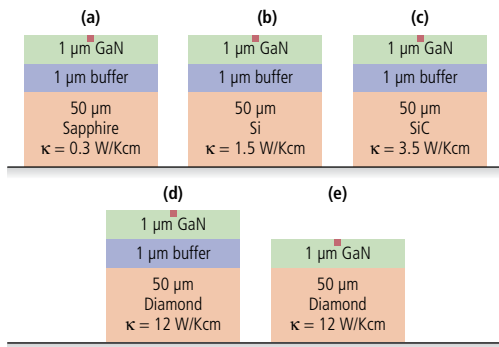 (a)
1 µm GaN
1 µm buffer
50 µm
Sapphire
κ = 0.3 W/Kcm
(b)
1 µm GaN
1 µm buffer
50 µm
Si
κ = 1.5 W/Kcm
(c)
1 µm GaN
1 µm buffer
50 µm
SiC
κ = 3.5 W/Kcm
(d)
1 µm GaN
1 µm buffer
50 µm
Diamond
κ = 12 W/Kcm
(e)
1 µm GaN
50 µm
Diamond
κ = 12 W/Kcm